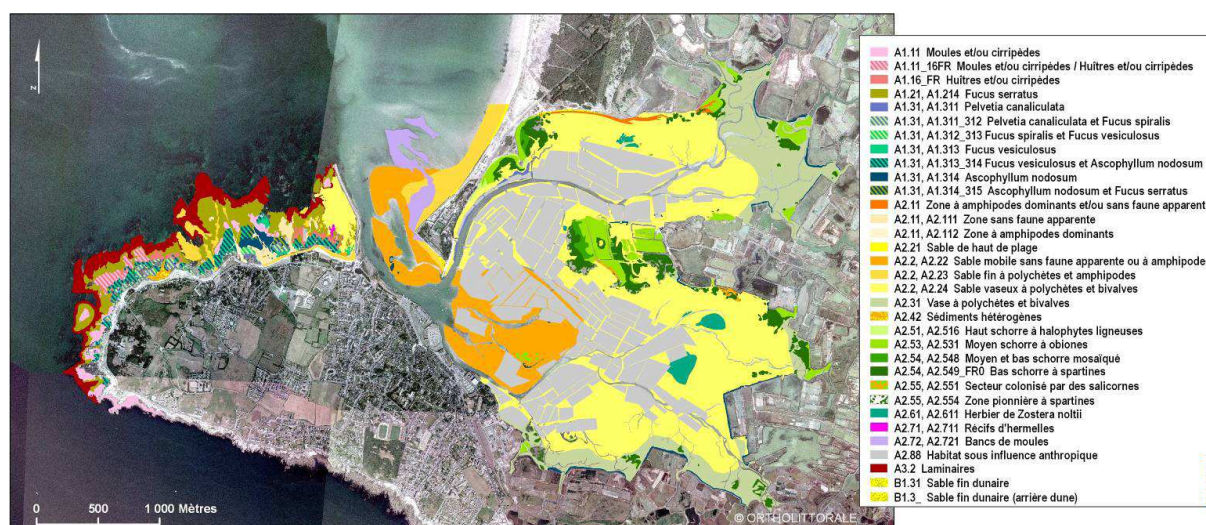 A1.11 Moules et/ou cirripèdes
A1.11_16FR Moules et/ou cirripèdes / Huîtres et/ou cirripèdes
A1.16_FR Huîtres et/ou cirripèdes
A1.21, A1.214 Fucus serratus
A1.31, A1.311 Pelvetia canaliculata
A1.31, A1.311_312 Pelvetia canaliculata et Fucus spiralis
A1.31, A1.312_313 Fucus spiralis et Fucus vesiculosus
A1.31, A1.313 Fucus vesiculosus
A1.31, A1.313_314 Fucus vesiculosus et Ascophyllum nodosum
A1.31, A1.314 Ascophyllum nodosum
A1.31, A1.314_315 Ascophyllum nodosum et Fucus serratus
A2.11 Zone à amphipodes dominants et/ou sans faune apparent
A2.11, A2.111 Zone sans faune apparente
A2.11, A2.112 Zone à amphipodes dominants
A2.21 Sable de haut de plage
A2.2, A2.22 Sable mobile sans faune apparente ou à amphipode
A2.2, A2.23 Sable fin à polychètes et amphipodes
A2.2, A2.24 Sable vaseux à polychètes et bivalves
A2.31 Vase à polychètes et bivalves
A2.42 Sédiments hétérogènes
A2.51, A2.516 Haut schorre à halophytes ligneuses
A2.53, A2.531 Moyen schorre à obiones
A2.54, A2.548 Moyen et bas schorre mosaïqué
A2.54, A2.549_FR0 Bas schorre à spartines
A2.55, A2.551 Secteur colonisé par des salicornes
A2.55, A2.554 Zone pionnière à spartines
A2.61, A2.611 Herbier de Zostera noltii
A2.71, A2.711 Récifs d'hermelles
A2.72, A2.721 Bancs de moules
A2.88 Habitat sous influence anthropique
A3.2 Laminaires
B1.31 Sable fin dunaire
B1.3_ Sable fin dunaire (arrière dune)
z
0 500 1 000 Mètres
© ORTHOLITTORALE